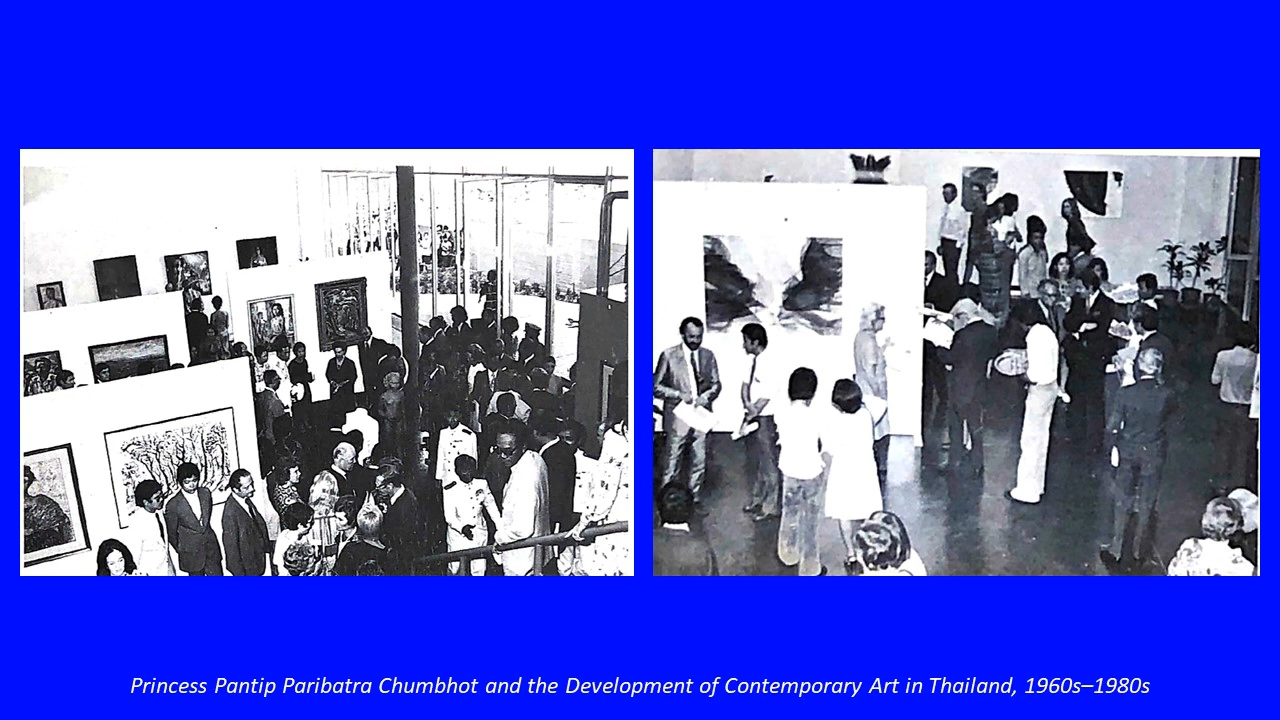 Princess Pantip Paribatra Chumbhot and the Development of Contemporary Art in Thailand, 1960s–1980s